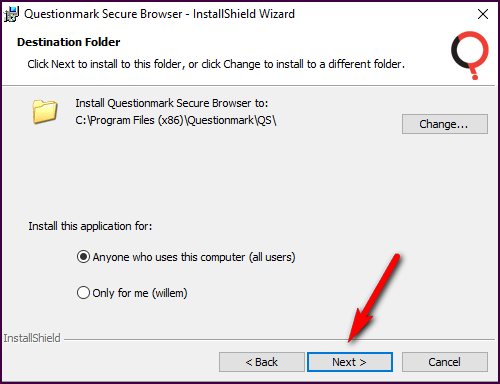 Questionmark Secure Browser - InstallShield Wizard
Destination Folder
Click Next to install to this folder, or click Change to install to a different folder.
Install Questionmark Secure Browser to:
C:\Program Files (x86)\Questionmark\QS\
Change...
Install this application for:
Anyone who uses this computer (all users)
Only for me (willem)
InstallShield
< Back
Next >
Cancel